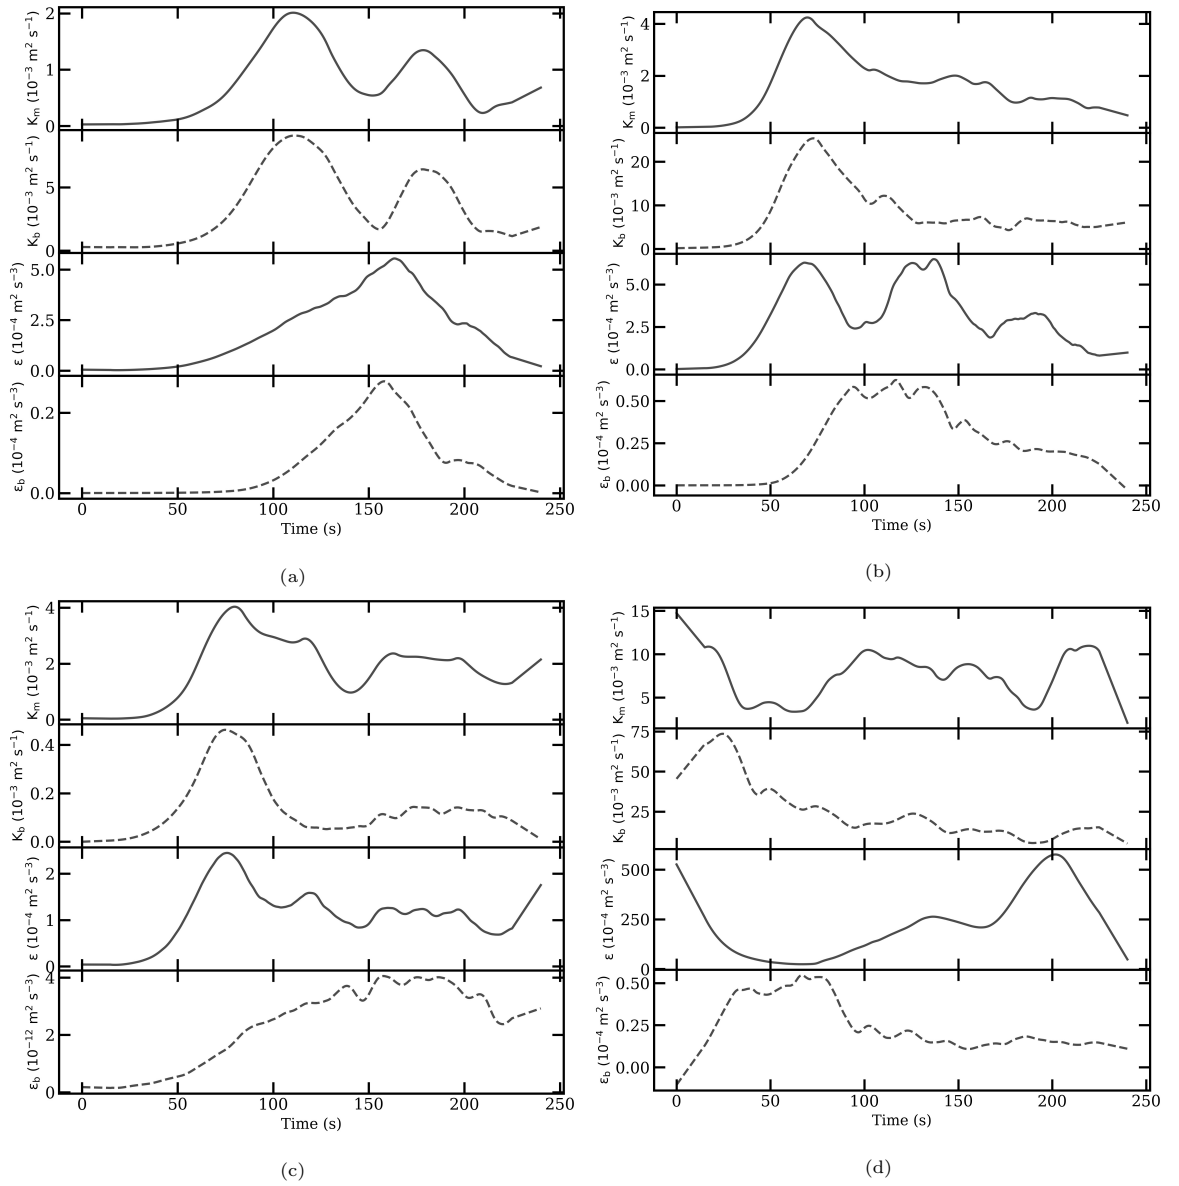 2
1
0
K_m (10^−3 m^2 s^−1)
5
0
K_b (10^−3 m^2 s^−1)
5.0
2.5
0.0
ε (10^−4 m^2 s^−3)
0.2
0.0
ε_b (10^−4 m^2 s^−3)
0 50 100 150 200 250
Time (s)
(a)
4
2
0
K_m (10^−3 m^2 s^−1)
20
10
0
K_b (10^−3 m^2 s^−1)
5.0
2.5
0.0
ε (10^−4 m^2 s^−3)
0.50
0.25
0.00
ε_b (10^−4 m^2 s^−3)
0 50 100 150 200 250
Time (s)
(b)
4
2
0
K_m (10^−3 m^2 s^−1)
0.4
0.2
0.0
K_b (10^−3 m^2 s^−1)
2
1
0
ε (10^−4 m^2 s^−3)
4
2
0
ε_b (10^−12 m^2 s^−3)
0 50 100 150 200 250
Time (s)
(c)
15
10
5
K_m (10^−3 m^2 s^−1)
75
50
25
K_b (10^−3 m^2 s^−1)
500
250
0
ε (10^−4 m^2 s^−3)
0.50
0.25
0.00
ε_b (10^−4 m^2 s^−3)
0 50 100 150 200 250
Time (s)
(d)